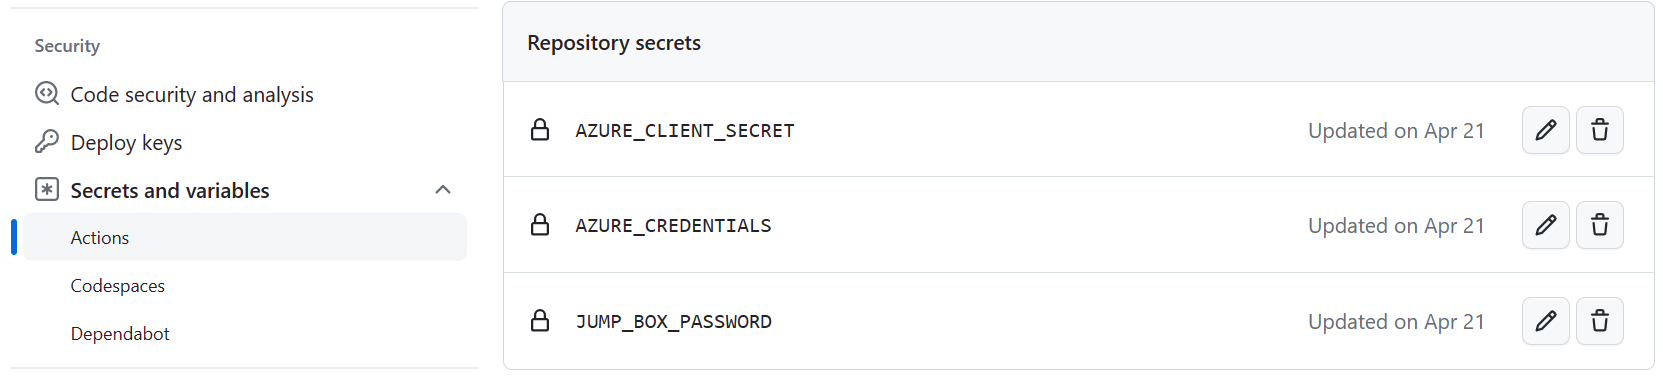 Security
Code security and analysis
Deploy keys
Secrets and variables
Actions
Codespaces
Dependabot
Repository secrets
AZURE_CLIENT_SECRET Updated on Apr 21
AZURE_CREDENTIALS Updated on Apr 21
JUMP_BOX_PASSWORD Updated on Apr 21